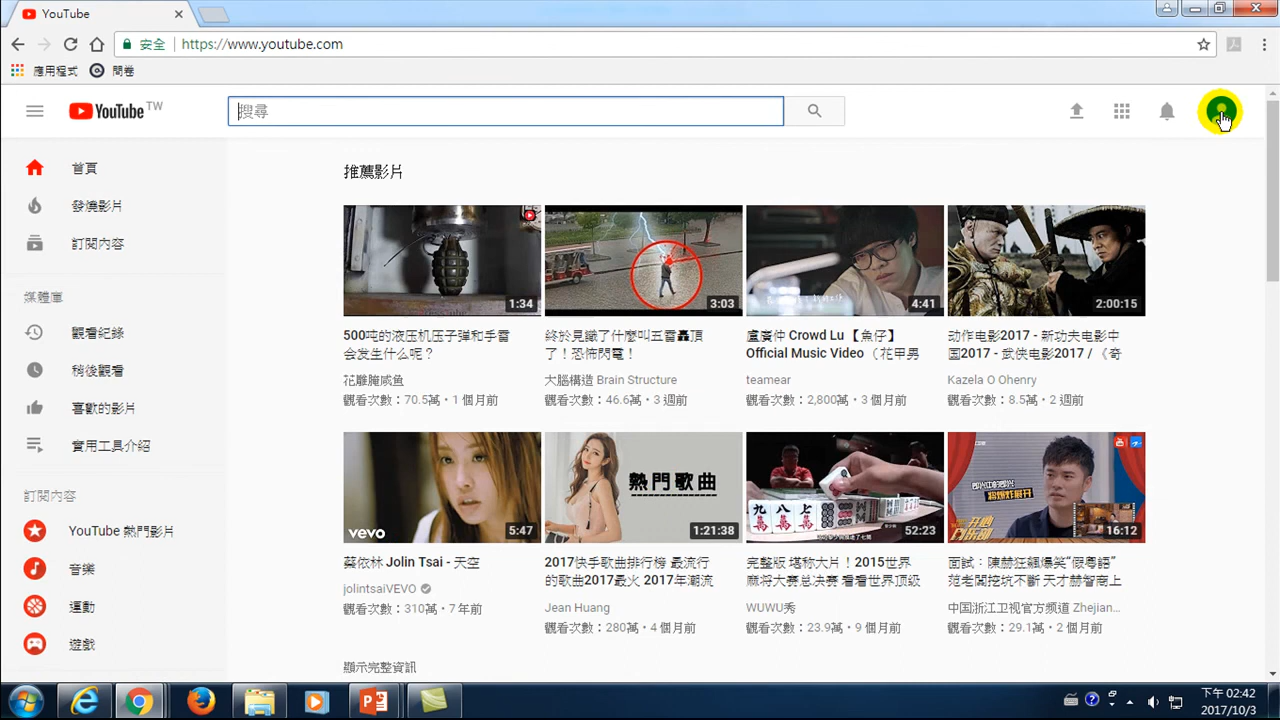 YouTube
安全
https://www.youtube.com
應用程式
問卷
YouTube TW
搜尋
首頁
發燒影片
訂閱內容
媒體庫
觀看紀錄
稍後觀看
喜歡的影片
實用工具介紹
訂閱內容
YouTube 熱門影片
音樂
運動
遊戲
推薦影片
1:34
3:03
4:41
2:00:15
500吨的液压机压子弹和手雷
会发生什么呢？
花雕腌咸鱼
觀看次數：70.5萬・1 個月前
終於見識了什麼叫五雷轟頂
了！恐怖閃電！
大腦構造 Brain Structure
觀看次數：46.6萬・3 週前
盧廣仲 Crowd Lu【魚仔】
Official Music Video（花甲男
teamear
觀看次數：2,800萬・3 個月前
动作电影2017 - 新功夫电影中
国2017 - 武侠电影2017 /《奇
Kazela O Ohenry
觀看次數：8.5萬・2 週前
vevo
5:47
熱門歌曲
1:21:38
九 八 七
萬 萬 萬
52:23
16:12
蔡依林 Jolin Tsai - 天空
jolintsaiVEVO
觀看次數：310萬・7 年前
2017快手歌曲排行榜 最流行
的歌曲2017最火 2017年潮流
Jean Huang
觀看次數：280萬・4 個月前
完整版 堪称大片！2015世界
麻将大赛总决赛 看看世界顶级
WUWU秀
觀看次數：23.9萬・9 個月前
面試：陳赫狂飆爆笑“假粵語”
范老闆挖坑不斷 天才赫智商上
中国浙江卫视官方频道 Zhejian...
觀看次數：29.1萬・2 個月前
顯示完整資訊
下午 02:42
2017/10/3